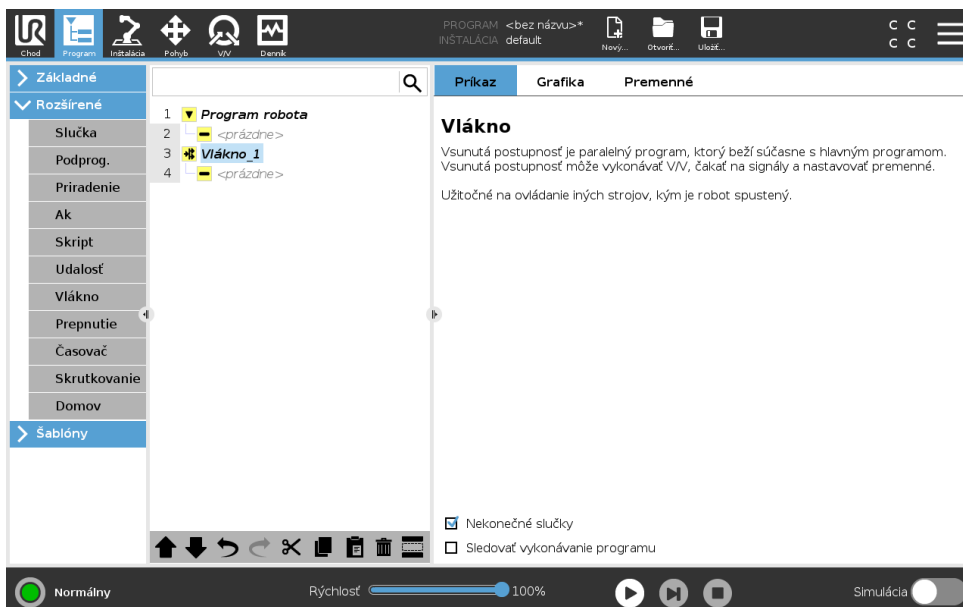 UR
PROGRAM <bez názvu>*
INŠTALÁCIA default
C C
C C
Chod Program Inštalácia Pohyb V/V Denník Nový... Otvoriť... Uložiť...
Základné
Rozšírené
Slučka
Podprog.
Priradenie
Ak
Skript
Udalosť
Vlákno
Prepnutie
Časovač
Skrutkovanie
Domov
Šablóny
1 Program robota
2 <prázdne>
3 Vlákno_1
4 <prázdne>
Príkaz Grafika Premenné
Vlákno
Vsunutá postupnosť je paralelný program, ktorý beží súčasne s hlavným programom.
Vsunutá postupnosť môže vykonávať V/V, čakať na signály a nastavovať premenné.
Užitočné na ovládanie iných strojov, kým je robot spustený.
Nekonečné slučky
Sledovať vykonávanie programu
Normálny Rýchlosť 100% Simulácia